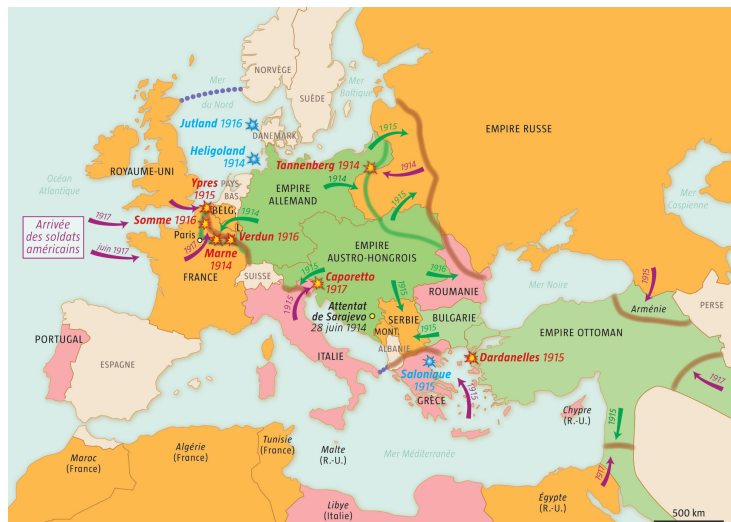 NORVÈGE
SUÈDE
Mer
du Nord
Mer
Baltique
Jutland 1916
DANEMARK
Heligoland
1914
EMPIRE RUSSE
1915
Tannenberg 1914
1914
1914
1915
ROYAUME-UNI
Océan
Atlantique
Ypres
1915
PAYS-
BAS
BELG.
EMPIRE
ALLEMAND
1914
Somme 1916
1917
Arrivée
des soldats
américains
juin 1917
Paris
Verdun 1916
Marne
1914
1917
FRANCE
SUISSE
EMPIRE
AUSTRO-HONGROIS
1915
1916
Caporetto
1917
1915
1915
ROUMANIE
Attentat
de Sarajevo
28 juin 1914
SERBIE
MONT.
ALBANIE
BULGARIE
1915
Mer Noire
Mer
Caspienne
1915
Arménie
PERSE
EMPIRE OTTOMAN
PORTUGAL
ESPAGNE
ITALIE
Dardanelles 1915
Salonique
1915
1915
GRÈCE
1917
Chypre
(R.-U.)
1915
1917
Maroc
(France)
Algérie
(France)
Tunisie
(France)
Malte
(R.-U.)
Mer Méditerranée
Libye
(Italie)
Égypte
(R.-U.)
500 km